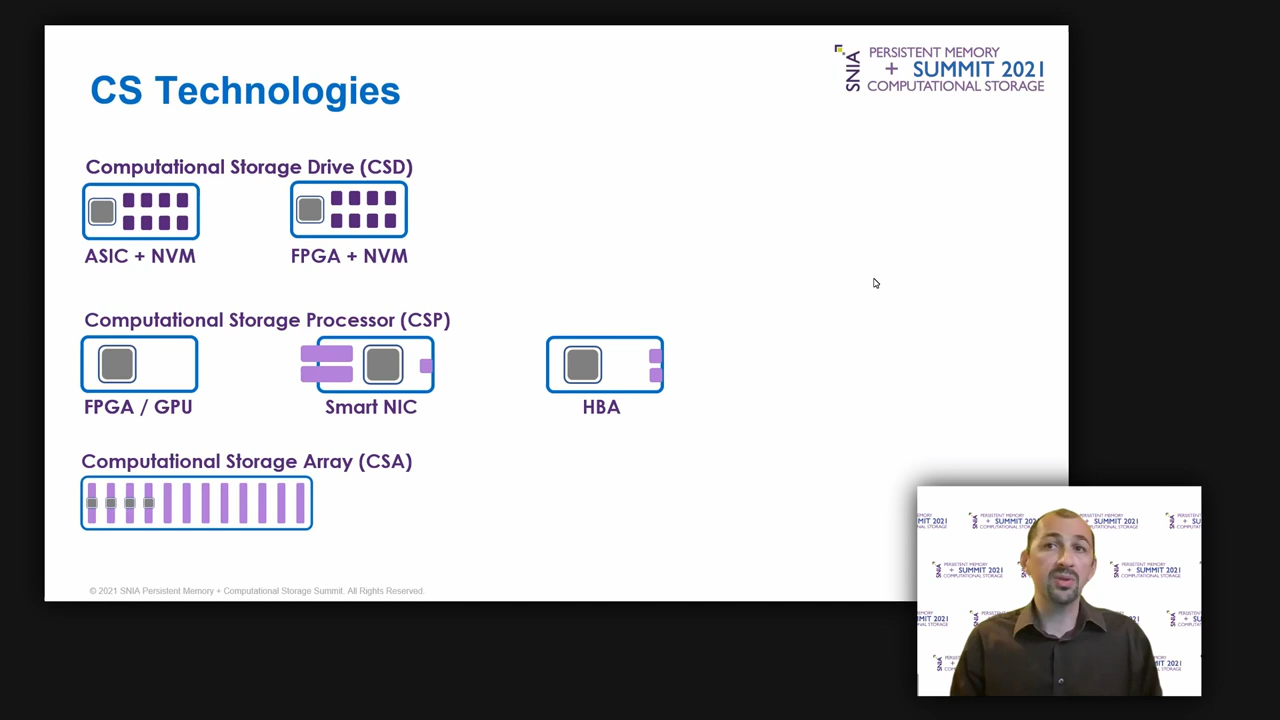 CS Technologies
SNIA
PERSISTENT MEMORY
+ SUMMIT 2021
COMPUTATIONAL STORAGE
Computational Storage Drive (CSD)
ASIC + NVM
FPGA + NVM
Computational Storage Processor (CSP)
FPGA / GPU
Smart NIC
HBA
Computational Storage Array (CSA)
© 2021 SNIA Persistent Memory + Computational Storage Summit. All Rights Reserved.